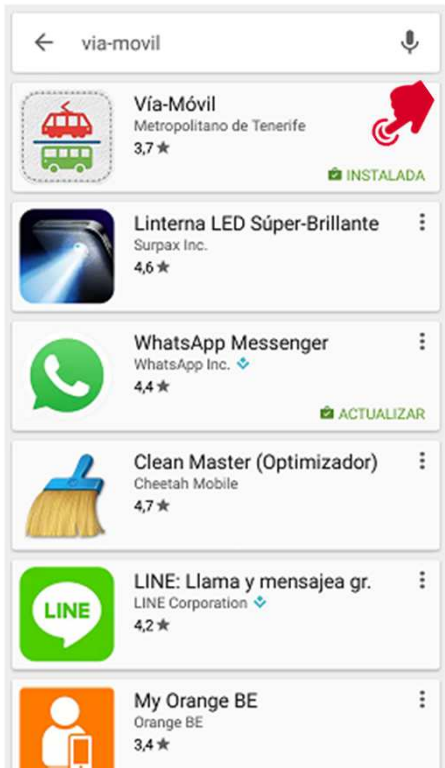 via-movil
Vía-Móvil
Metropolitano de Tenerife
3,7
INSTALADA
Linterna LED Súper-Brillante
Surpax Inc.
4,6
WhatsApp Messenger
WhatsApp Inc.
4,4
ACTUALIZAR
Clean Master (Optimizador)
Cheetah Mobile
4,7
LINE
LINE: Llama y mensajea gr.
LINE Corporation
4,2
My Orange BE
Orange BE
3,4